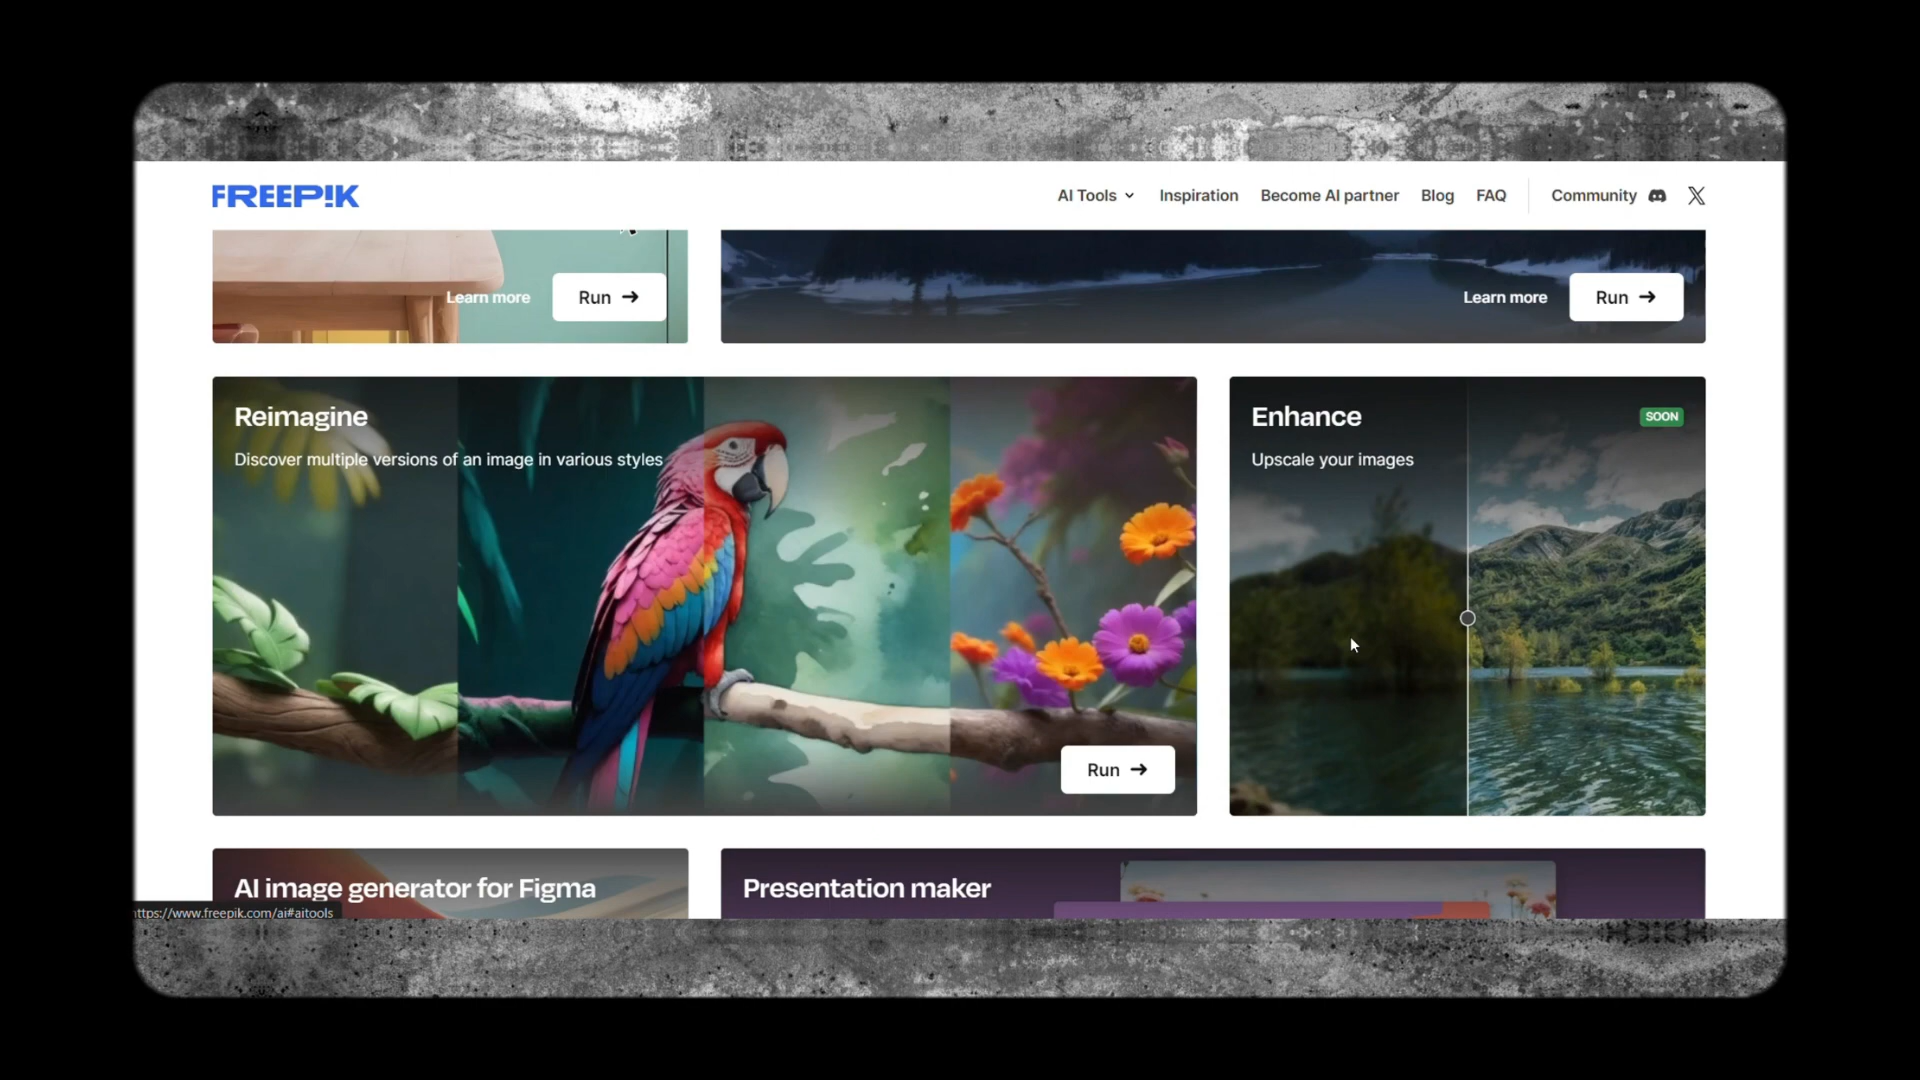 FREEP!K
AI Tools
Inspiration
Become AI partner
Blog
FAQ
Community
Learn more
Run
Learn more
Run
Reimagine
Discover multiple versions of an image in various styles
Run
Enhance
SOON
Upscale your images
AI image generator for Figma
Presentation maker
ttps://www.freepik.com/ai#aitools